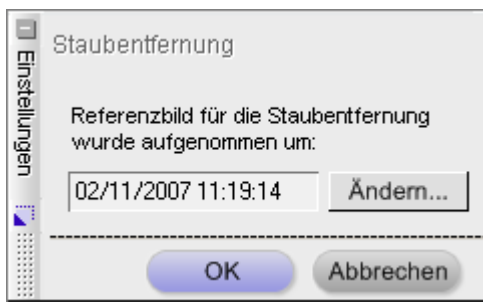 Einstellungen
Staubentfernung
Referenzbild für die Staubentfernung
wurde aufgenommen um:
02/11/2007 11:19:14
Ändern...
OK
Abbrechen